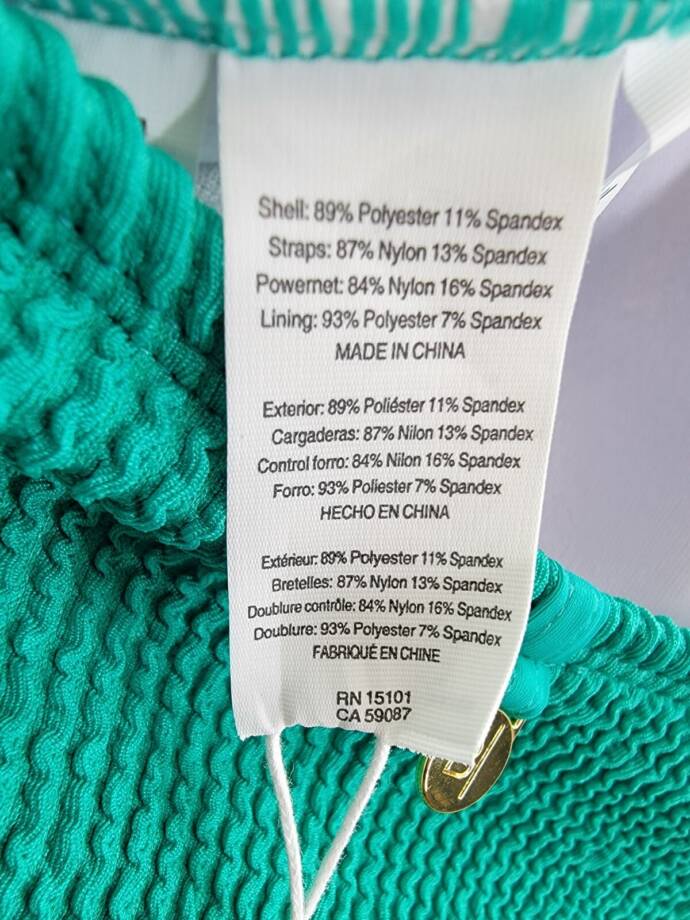 Shell: 89% Polyester 11% Spandex
Straps: 87% Nylon 13% Spandex
Powernet: 84% Nylon 16% Spandex
Lining: 93% Polyester 7% Spandex
MADE IN CHINA
Exterior: 89% Poliéster 11% Spandex
Cargaderas: 87% Nilon 13% Spandex
Control forro: 84% Nilon 16% Spandex
Forro: 93% Poliester 7% Spandex
HECHO EN CHINA
Extérieur: 89% Polyester 11% Spandex
Bretelles: 87% Nylon 13% Spandex
Doublure contrôle: 84% Nylon 16% Spandex
Doublure: 93% Polyester 7% Spandex
FABRIQUÉ EN CHINE
RN 15101
CA 59087